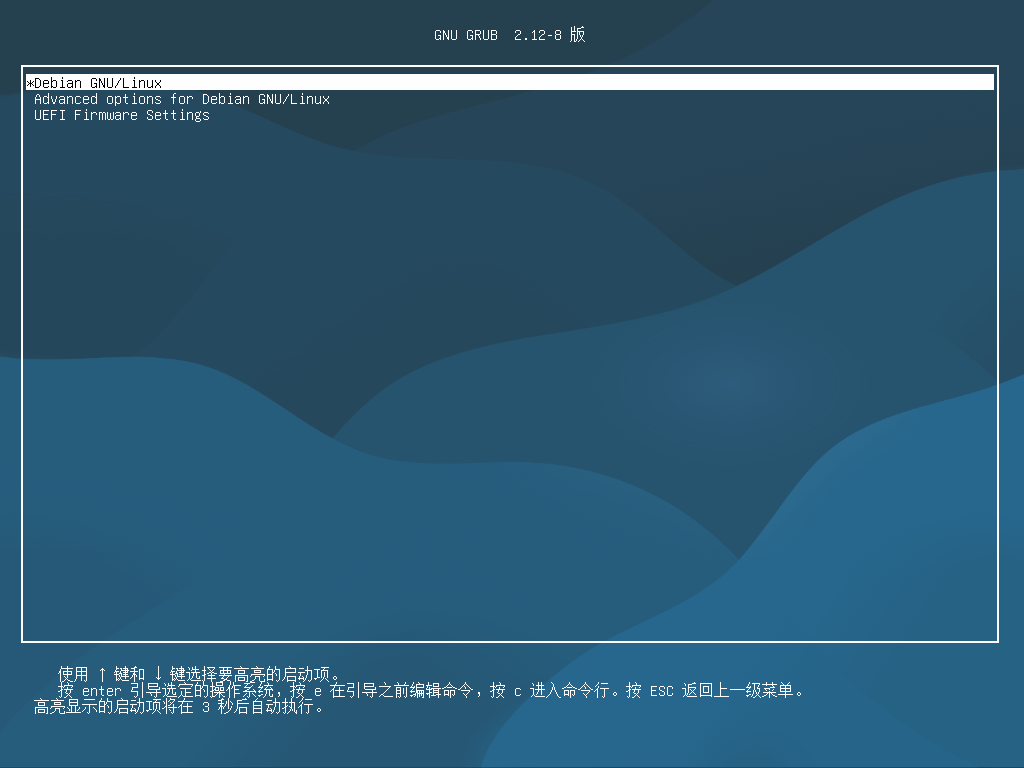 GNU GRUB  2.12-8 版
*Debian GNU/Linux
Advanced options for Debian GNU/Linux
UEFI Firmware Settings
使用 ↑ 键和 ↓ 键选择要高亮的启动项。
按 enter 引导选定的操作系统，按 e 在引导之前编辑命令，按 c 进入命令行。按 ESC 返回上一级菜单。
高亮显示的启动项将在 3 秒后自动执行。